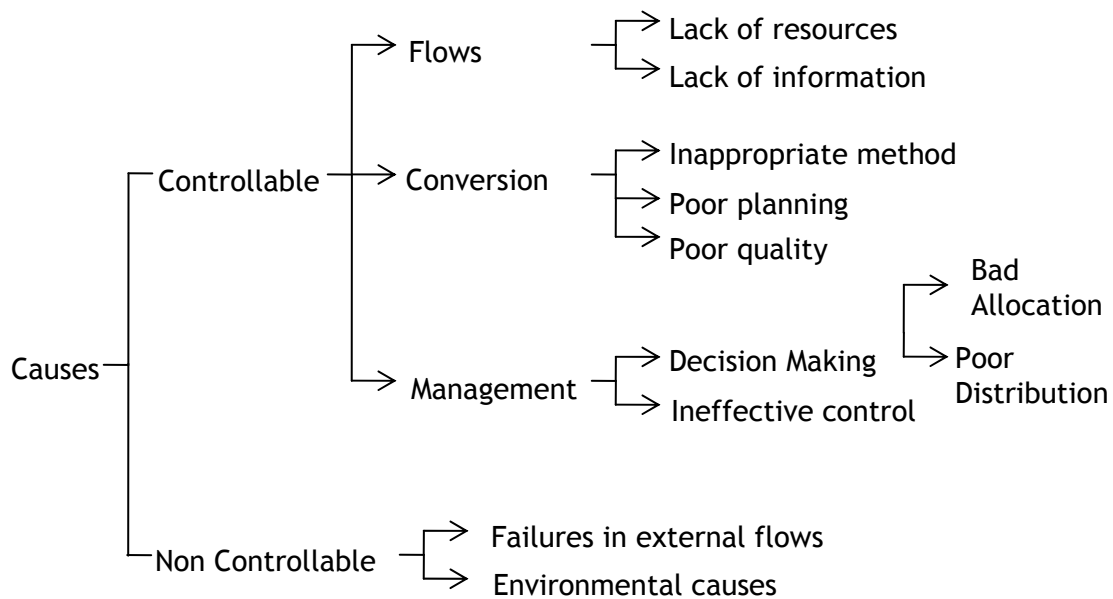 Causes
Controllable
Flows
Lack of resources
Lack of information
Conversion
Inappropriate method
Poor planning
Poor quality
Management
Decision Making
Bad
Allocation
Poor
Distribution
Ineffective control
Non Controllable
Failures in external flows
Environmental causes